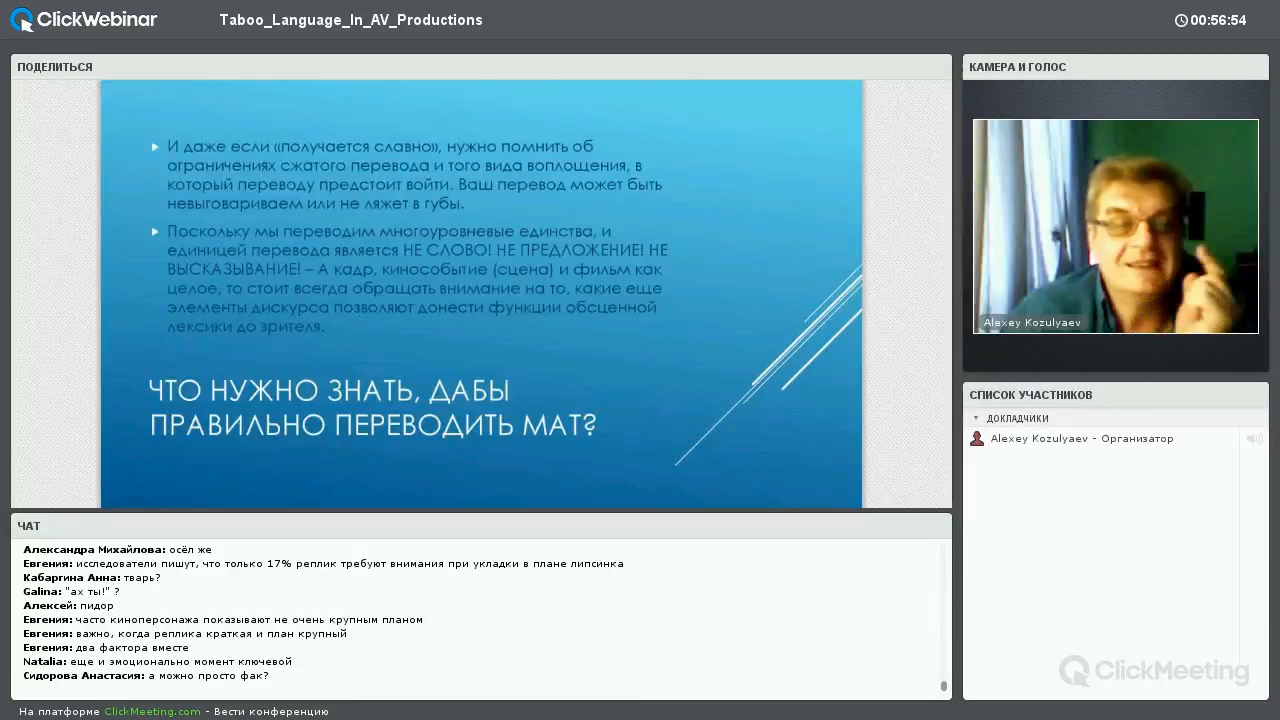 ClickWebinar
Taboo_Language_In_AV_Productions
00:56:54
ПОДЕЛИТЬСЯ
И даже если «получается славно», нужно помнить об
ограничениях сжатого перевода и того вида воплощения, в
который переводу предстоит войти. Ваш перевод может быть
невыговариваем или не ляжет в губы.
Поскольку мы переводим многоуровневые единства, и
единицей перевода является НЕ СЛОВО! НЕ ПРЕДЛОЖЕНИЕ! НЕ
ВЫСКАЗЫВАНИЕ! – А кадр, кинособытие (сцена) и фильм как
целое, то стоит всегда обращать внимание на то, какие еще
элементы дискурса позволяют донести функции обсценной
лексики до зрителя.
ЧТО НУЖНО ЗНАТЬ, ДАБЫ
ПРАВИЛЬНО ПЕРЕВОДИТЬ МАТ?
КАМЕРА И ГОЛОС
Alexey Kozulyaev
СПИСОК УЧАСТНИКОВ
ДОКЛАДЧИКИ
Alexey Kozulyaev - Организатор
ЧАТ
Александра Михайлова: осёл же
Евгения: исследователи пишут, что только 17% реплик требуют внимания при укладки в плане липсинка
Кабаргина Анна: тварь?
Galina: "ах ты!" ?
Алексей: пидор
Евгения: часто киноперсонажа показывают не очень крупным планом
Евгения: важно, когда реплика краткая и план крупный
Евгения: два фактора вместе
Natalia: еще и эмоционально момент ключевой
Сидорова Анастасия: а можно просто фак?
ClickMeeting
На платформе ClickMeeting.com - Вести конференцию